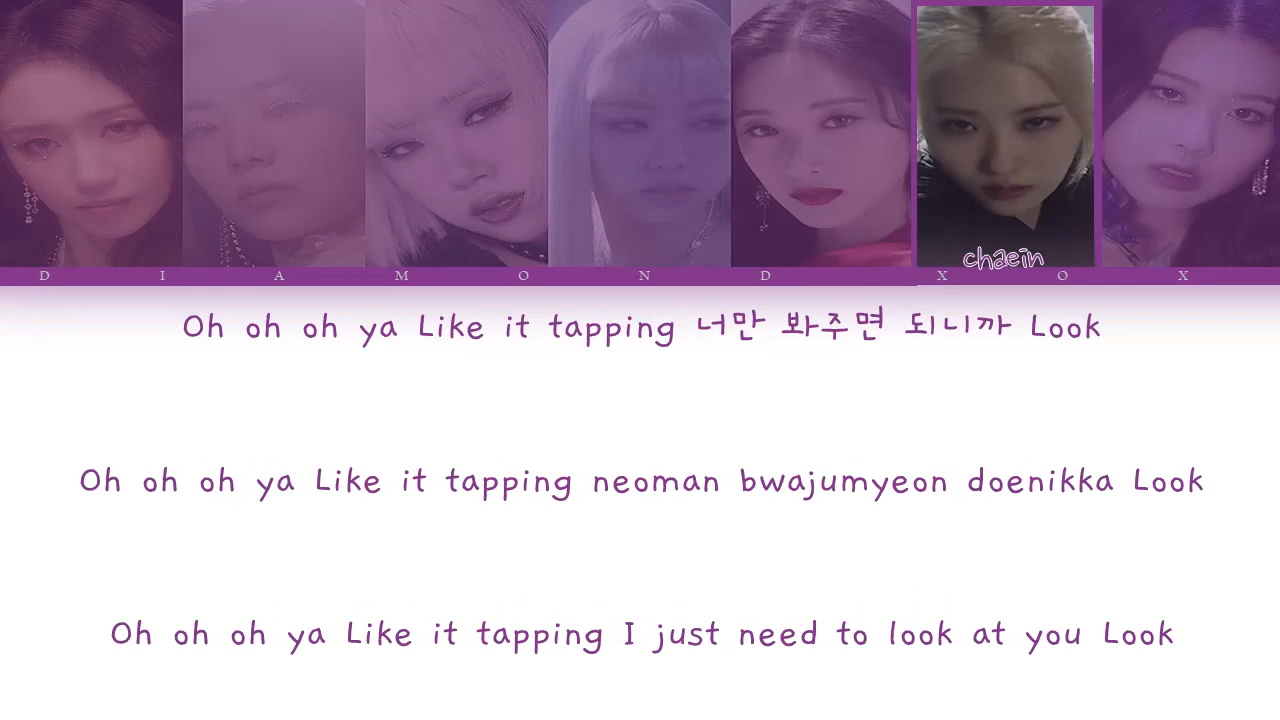 chaein
D I A M O N D X O X
Oh oh oh ya Like it tapping 너만 봐주면 되니까 Look
Oh oh oh ya Like it tapping neoman bwajumyeon doenikka Look
Oh oh oh ya Like it tapping I just need to look at you Look